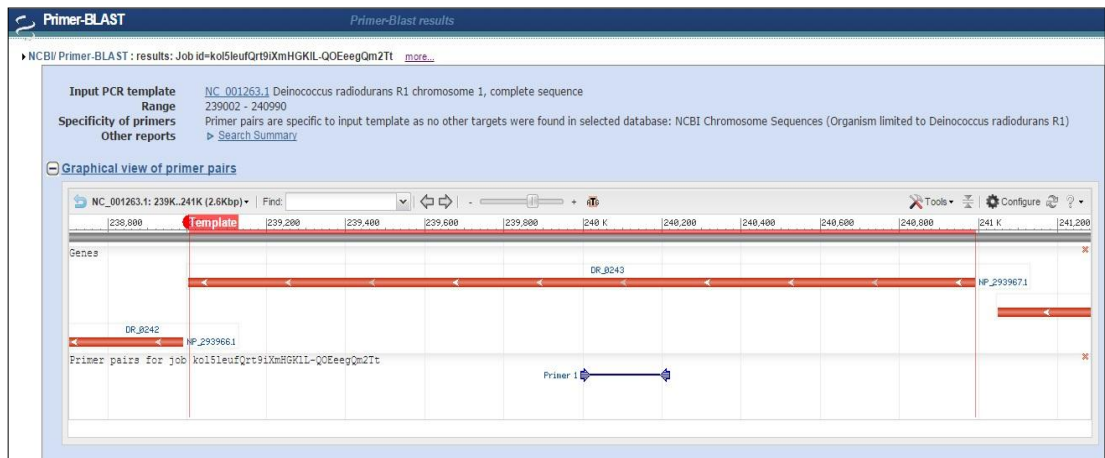 Primer-BLAST Primer-Blast results
NCBI/ Primer-BLAST : results: Job id=kol5leufQrt9iXmHGKlL-QOEeegQm2Tt more...
Input PCR template NC_001263.1 Deinococcus radiodurans R1 chromosome 1, complete sequence
Range 239002 - 240990
Specificity of primers Primer pairs are specific to input template as no other targets were found in selected database: NCBI Chromosome Sequences (Organism limited to Deinococcus radiodurans R1)
Other reports Search Summary
Graphical view of primer pairs
NC_001263.1: 239K..241K (2.6Kbp) Find: Tools Configure ?
238,800 Template 239,200 239,400 239,600 239,800 240 K 240,200 240,400 240,600 240,800 241 K 241,200
Genes
DR_0243
NP_293967.1
DR_0242
NP_293966.1
Primer pairs for job kol5leufQrt9iXmHGKlL-QOEeegQm2Tt
Primer 1